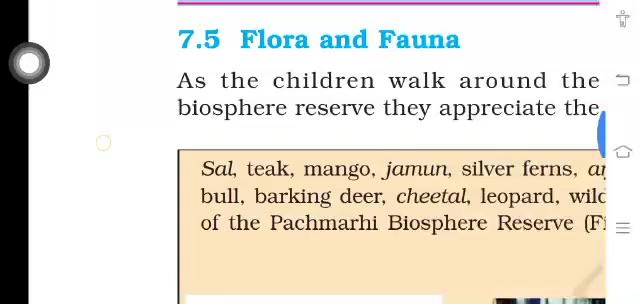 7.5 Flora and Fauna
As the children walk around the
biosphere reserve they appreciate the
Sal, teak, mango, jamun, silver ferns,
bull, barking deer, cheetal, leopard,
of the Pachmarhi Biosphere Reserve